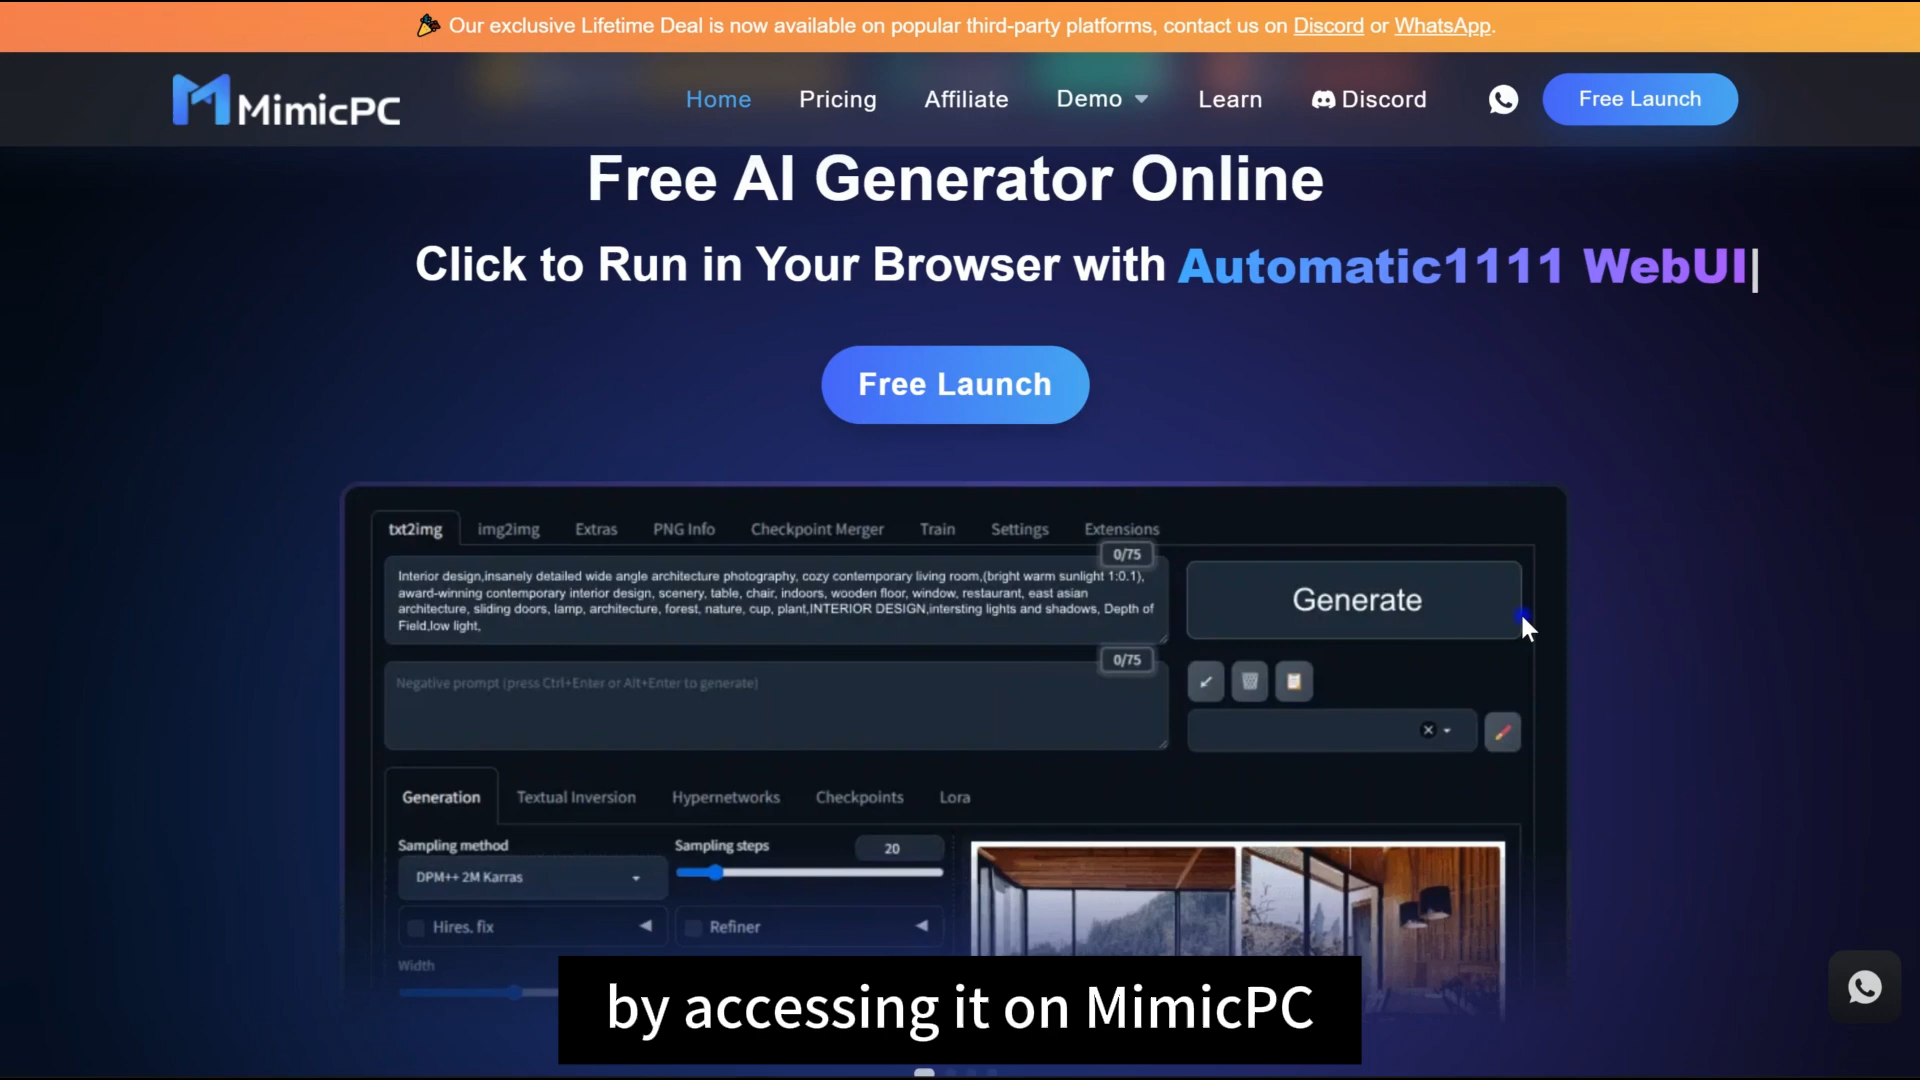 Our exclusive Lifetime Deal is now available on popular third-party platforms, contact us on Discord or WhatsApp.
MimicPC
Home
Pricing
Affiliate
Demo
Learn
Discord
Free Launch
Free AI Generator Online
Click to Run in Your Browser with Automatic1111 WebUI|
Free Launch
txt2img
img2img
Extras
PNG Info
Checkpoint Merger
Train
Settings
Extensions
0/75
Interior design,insanely detailed wide angle architecture photography, cozy contemporary living room,(bright warm sunlight 1:0.1),
award-winning contemporary interior design, scenery, table, chair, indoors, wooden floor, window, restaurant, east asian
architecture, sliding doors, lamp, architecture, forest, nature, cup, plant,INTERIOR DESIGN,intersting lights and shadows, Depth of
Field,low light,
Generate
0/75
Negative prompt (press Ctrl+Enter or Alt+Enter to generate)
Generation
Textual Inversion
Hypernetworks
Checkpoints
Lora
Sampling method
Sampling steps
20
DPM++ 2M Karras
Hires. fix
Refiner
Width
by accessing it on MimicPC